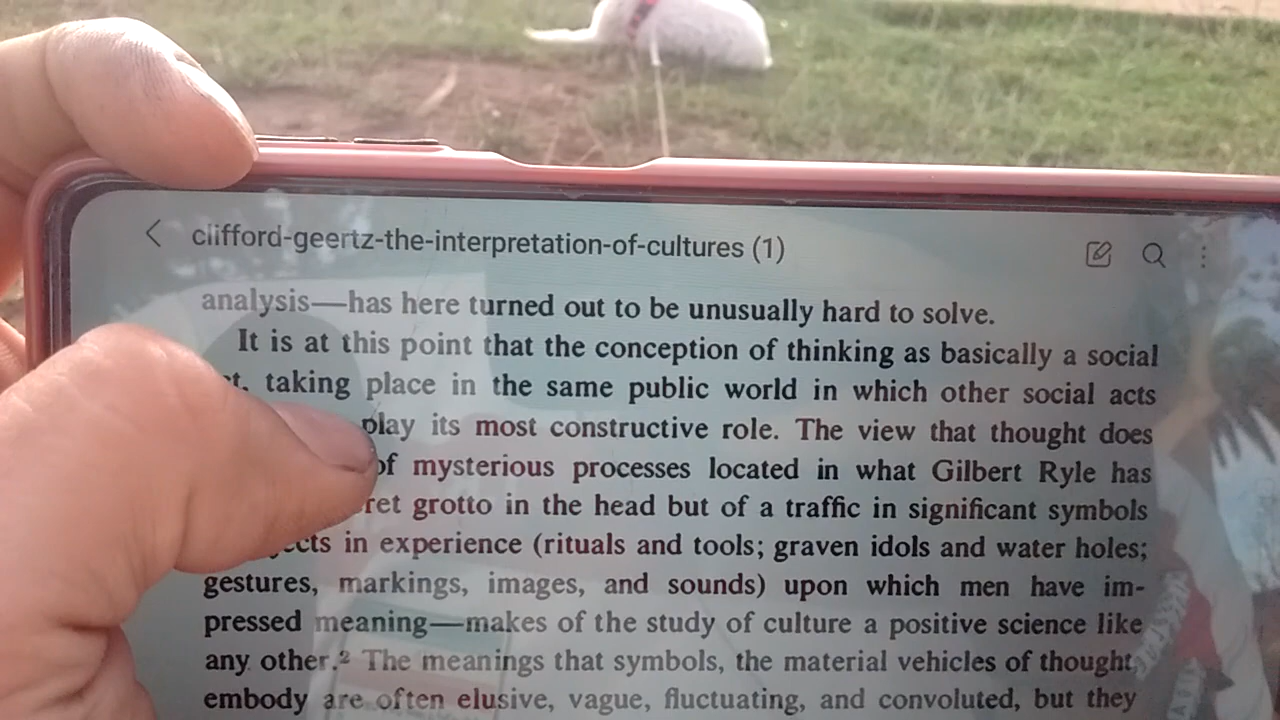 clifford-geertz-the-interpretation-of-cultures (1)
analysis—has here turned out to be unusually hard to solve.
It is at this point that the conception of thinking as basically a social
taking place in the same public world in which other social acts
play its most constructive role. The view that thought does
of mysterious processes located in what Gilbert Ryle has
grotto in the head but of a traffic in significant symbols
in experience (rituals and tools; graven idols and water holes;
gestures, markings, images, and sounds) upon which men have im-
pressed meaning—makes of the study of culture a positive science like
any other.² The meanings that symbols, the material vehicles of thought,
embody are often elusive, vague, fluctuating, and convoluted, but they